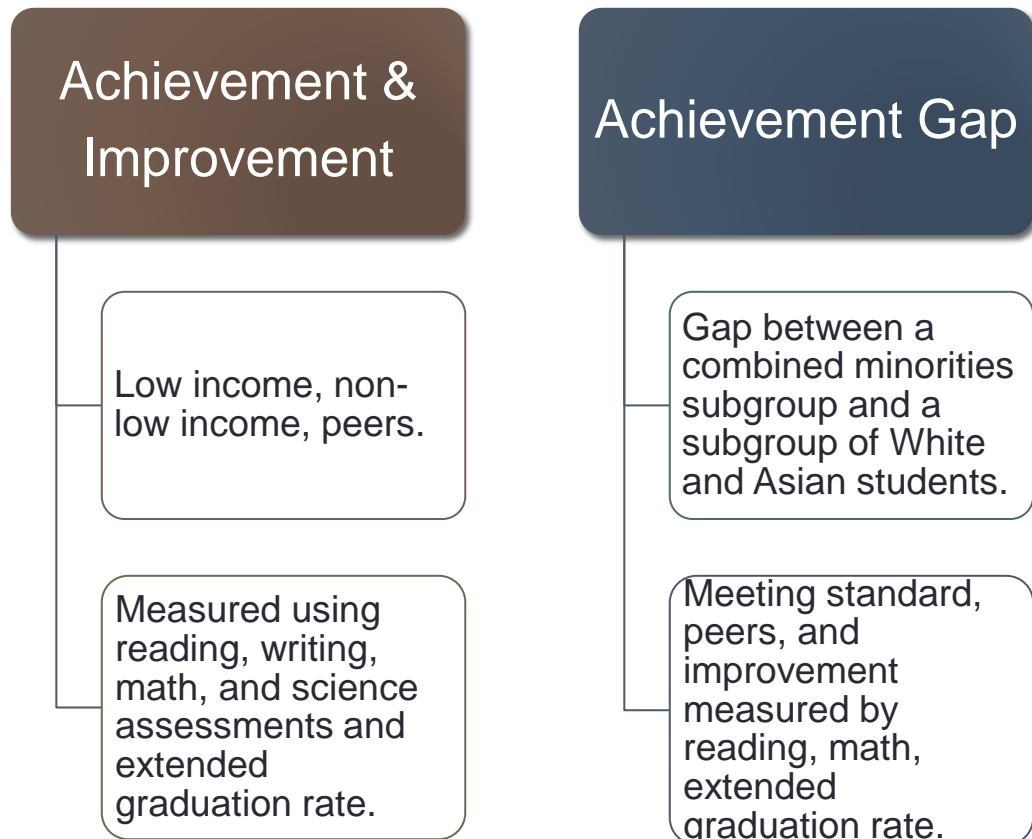 Achievement &
Improvement
Low income, non-
low income, peers.
Measured using
reading, writing,
math, and science
assessments and
extended
graduation rate.
Achievement Gap
Gap between a
combined minorities
subgroup and a
subgroup of White
and Asian students.
Meeting standard,
peers, and
improvement
measured by
reading, math,
extended
graduation rate.